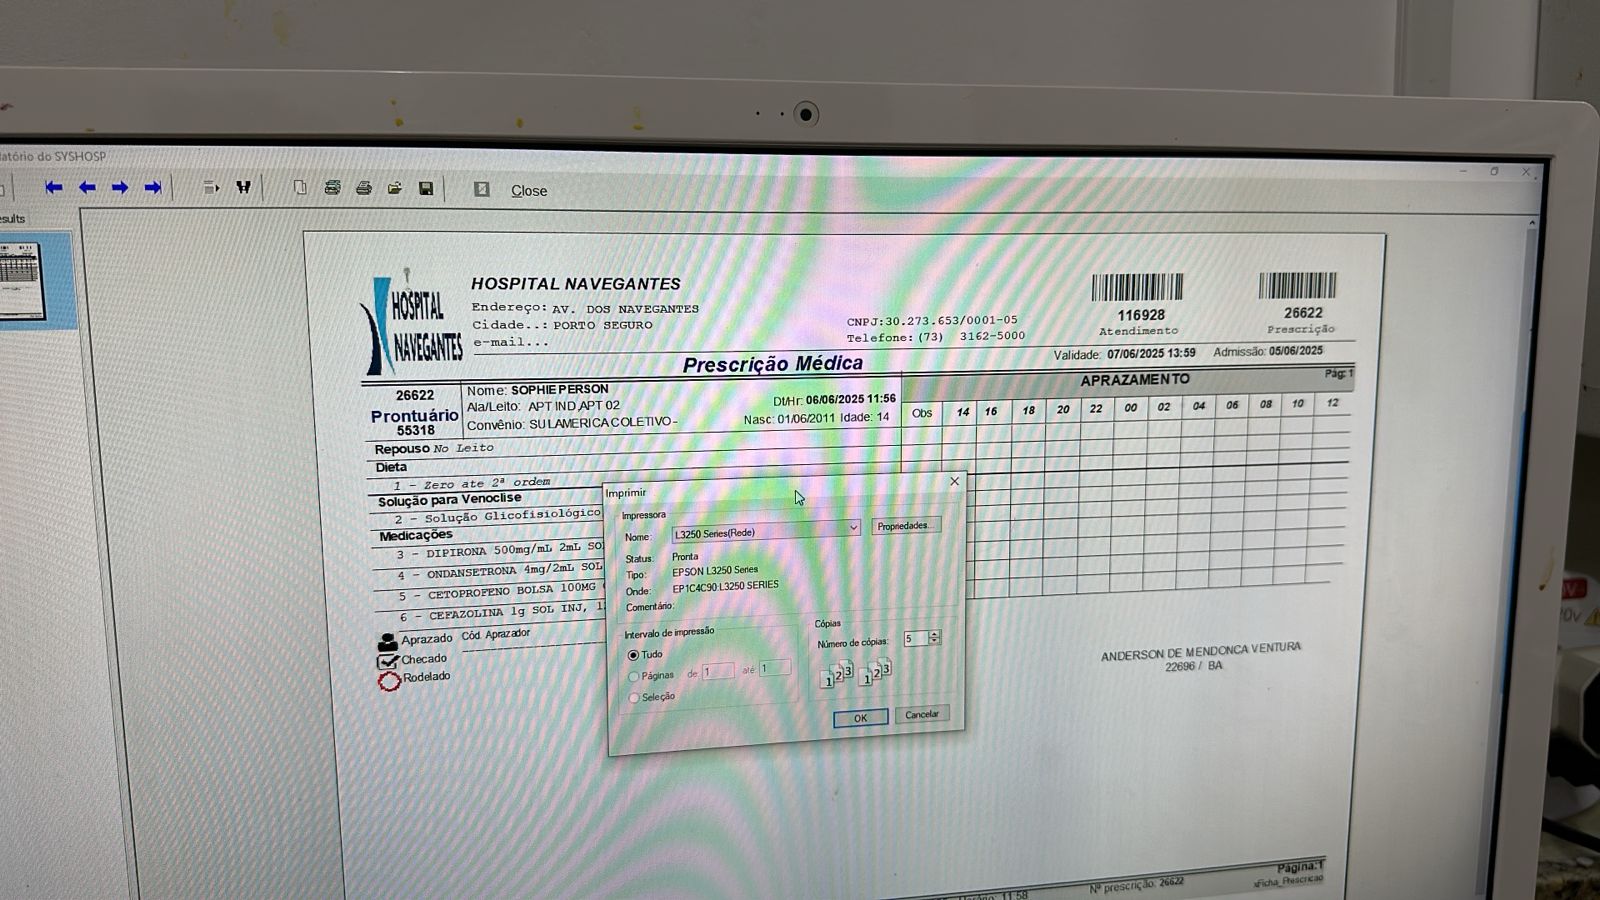 atório do SYSHOSP
Close
esults
HOSPITAL NAVEGANTES
HOSPITAL NAVEGANTES
Endereço: AV. DOS NAVEGANTES
Cidade..: PORTO SEGURO
e-mail...
CNPJ:30.273.653/0001-05
Telefone: (73) 3162-5000
116928
Atendimento
26622
Prescrição
Prescrição Médica
Validade: 07/06/2025 13:59 Admissão: 05/06/2025
26622
Prontuário
55318
Nome: SOPHIE PERSON
Ala/Leito: APT IND,APT 02
Convênio: SULAMERICA COLETIVO-
Dt/Hr: 06/06/2025 11:56
Nasc: 01/06/2011 Idade: 14
APRAZAMENTO
Pág: 1
Obs 14 16 18 20 22 00 02 04 06 08 10 12
Repouso No Leito
Dieta
1 - Zero ate 2ª ordem
Solução para Venoclise
2 - Solução Glicofisiológico
Medicações
3 - DIPIRONA 500mg/mL 2mL SO
4 - ONDANSETRONA 4mg/2mL SOL
5 - CETOPROFENO BOLSA 100MG
6 - CEFAZOLINA 1g SOL INJ, 1
Aprazado Cód. Aprazador
Checado
Rodelado
Imprimir
Impressora
Nome: L3250 Series(Rede) Propriedades...
Status: Pronta
Tipo: EPSON L3250 Series
Onde: EP1C4C90:L3250 SERIES
Comentário:
Intervalo de impressão
Tudo
Páginas de: 1 até: 1
Seleção
Cópias
Número de cópias: 5
1 2 3 1 2 3
OK Cancelar
ANDERSON DE MENDONCA VENTURA
22696 / BA
Página:1
xFicha_Prescricao
Nº prescrição: 26622
11:58